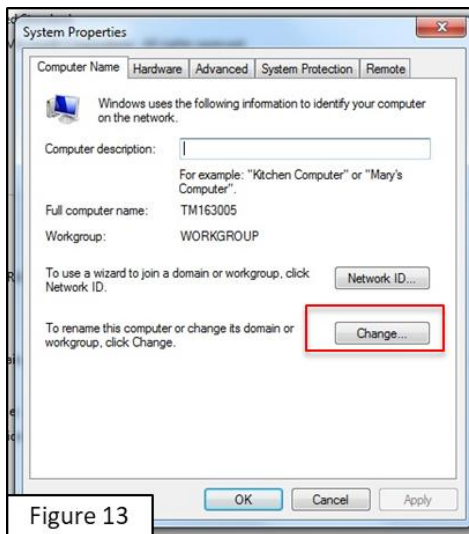 System Properties
Computer Name Hardware Advanced System Protection Remote
Windows uses the following information to identify your computer
on the network.
Computer description:
For example: "Kitchen Computer" or "Mary's
Computer".
Full computer name: TM163005
Workgroup: WORKGROUP
To use a wizard to join a domain or workgroup, click
Network ID.
Network ID...
To rename this computer or change its domain or
workgroup, click Change.
Change...
OK Cancel Apply
Figure 13